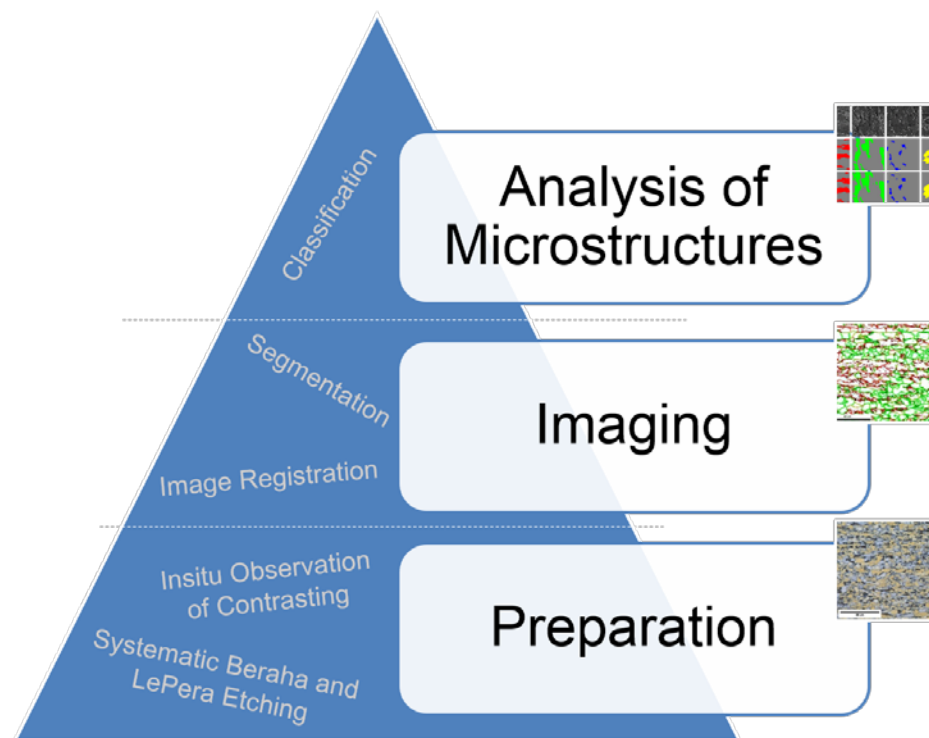 Classification
Analysis of
Microstructures
Segmentation
Imaging
Image Registration
Insitu Observation
of Contrasting
Preparation
Systematic Beraha and
LePera Etching